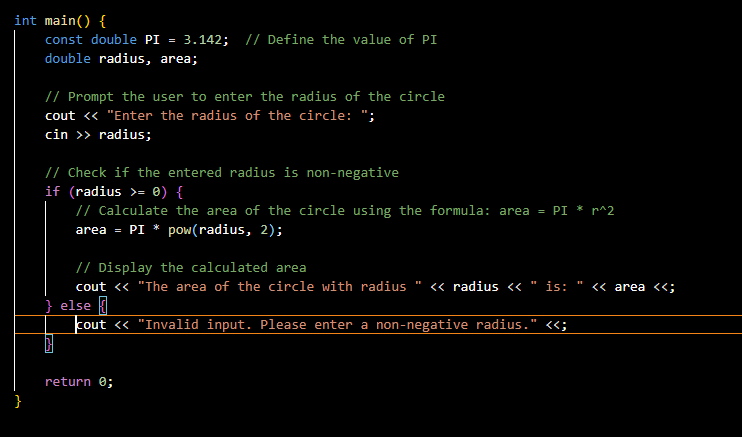 int main() {
    const double PI = 3.142;  // Define the value of PI
    double radius, area;

    // Prompt the user to enter the radius of the circle
    cout << "Enter the radius of the circle: ";
    cin >> radius;

    // Check if the entered radius is non-negative
    if (radius >= 0) {
        // Calculate the area of the circle using the formula: area = PI * r^2
        area = PI * pow(radius, 2);

        // Display the calculated area
        cout << "The area of the circle with radius " << radius << " is: " << area <<;
    } else {
        cout << "Invalid input. Please enter a non-negative radius." <<;
    }

    return 0;
}